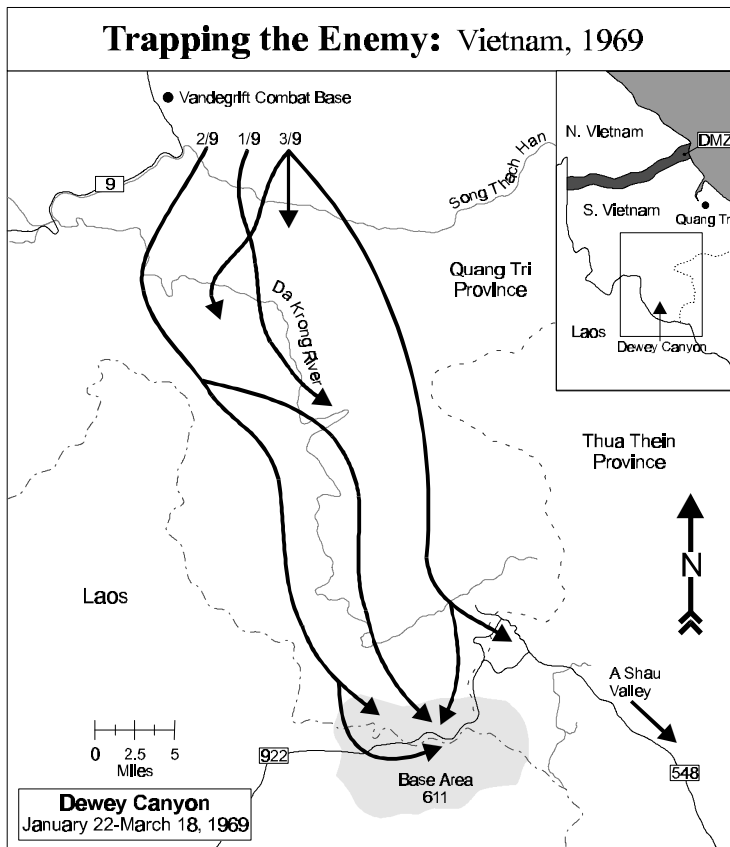 Trapping the Enemy: Vietnam, 1969
Vandegrift Combat Base
2/9
1/9
3/9
9
Song Thach Han
N. Vietnam
DMZ
S. Vietnam
Quang Tri
Laos
Dewey Canyon
Quang Tri
Province
Da Krong
River
Thua Thein
Province
Laos
N
A Shau
Valley
0 2.5 5
Miles
922
548
Base Area
611
Dewey Canyon
January 22-March 18, 1969